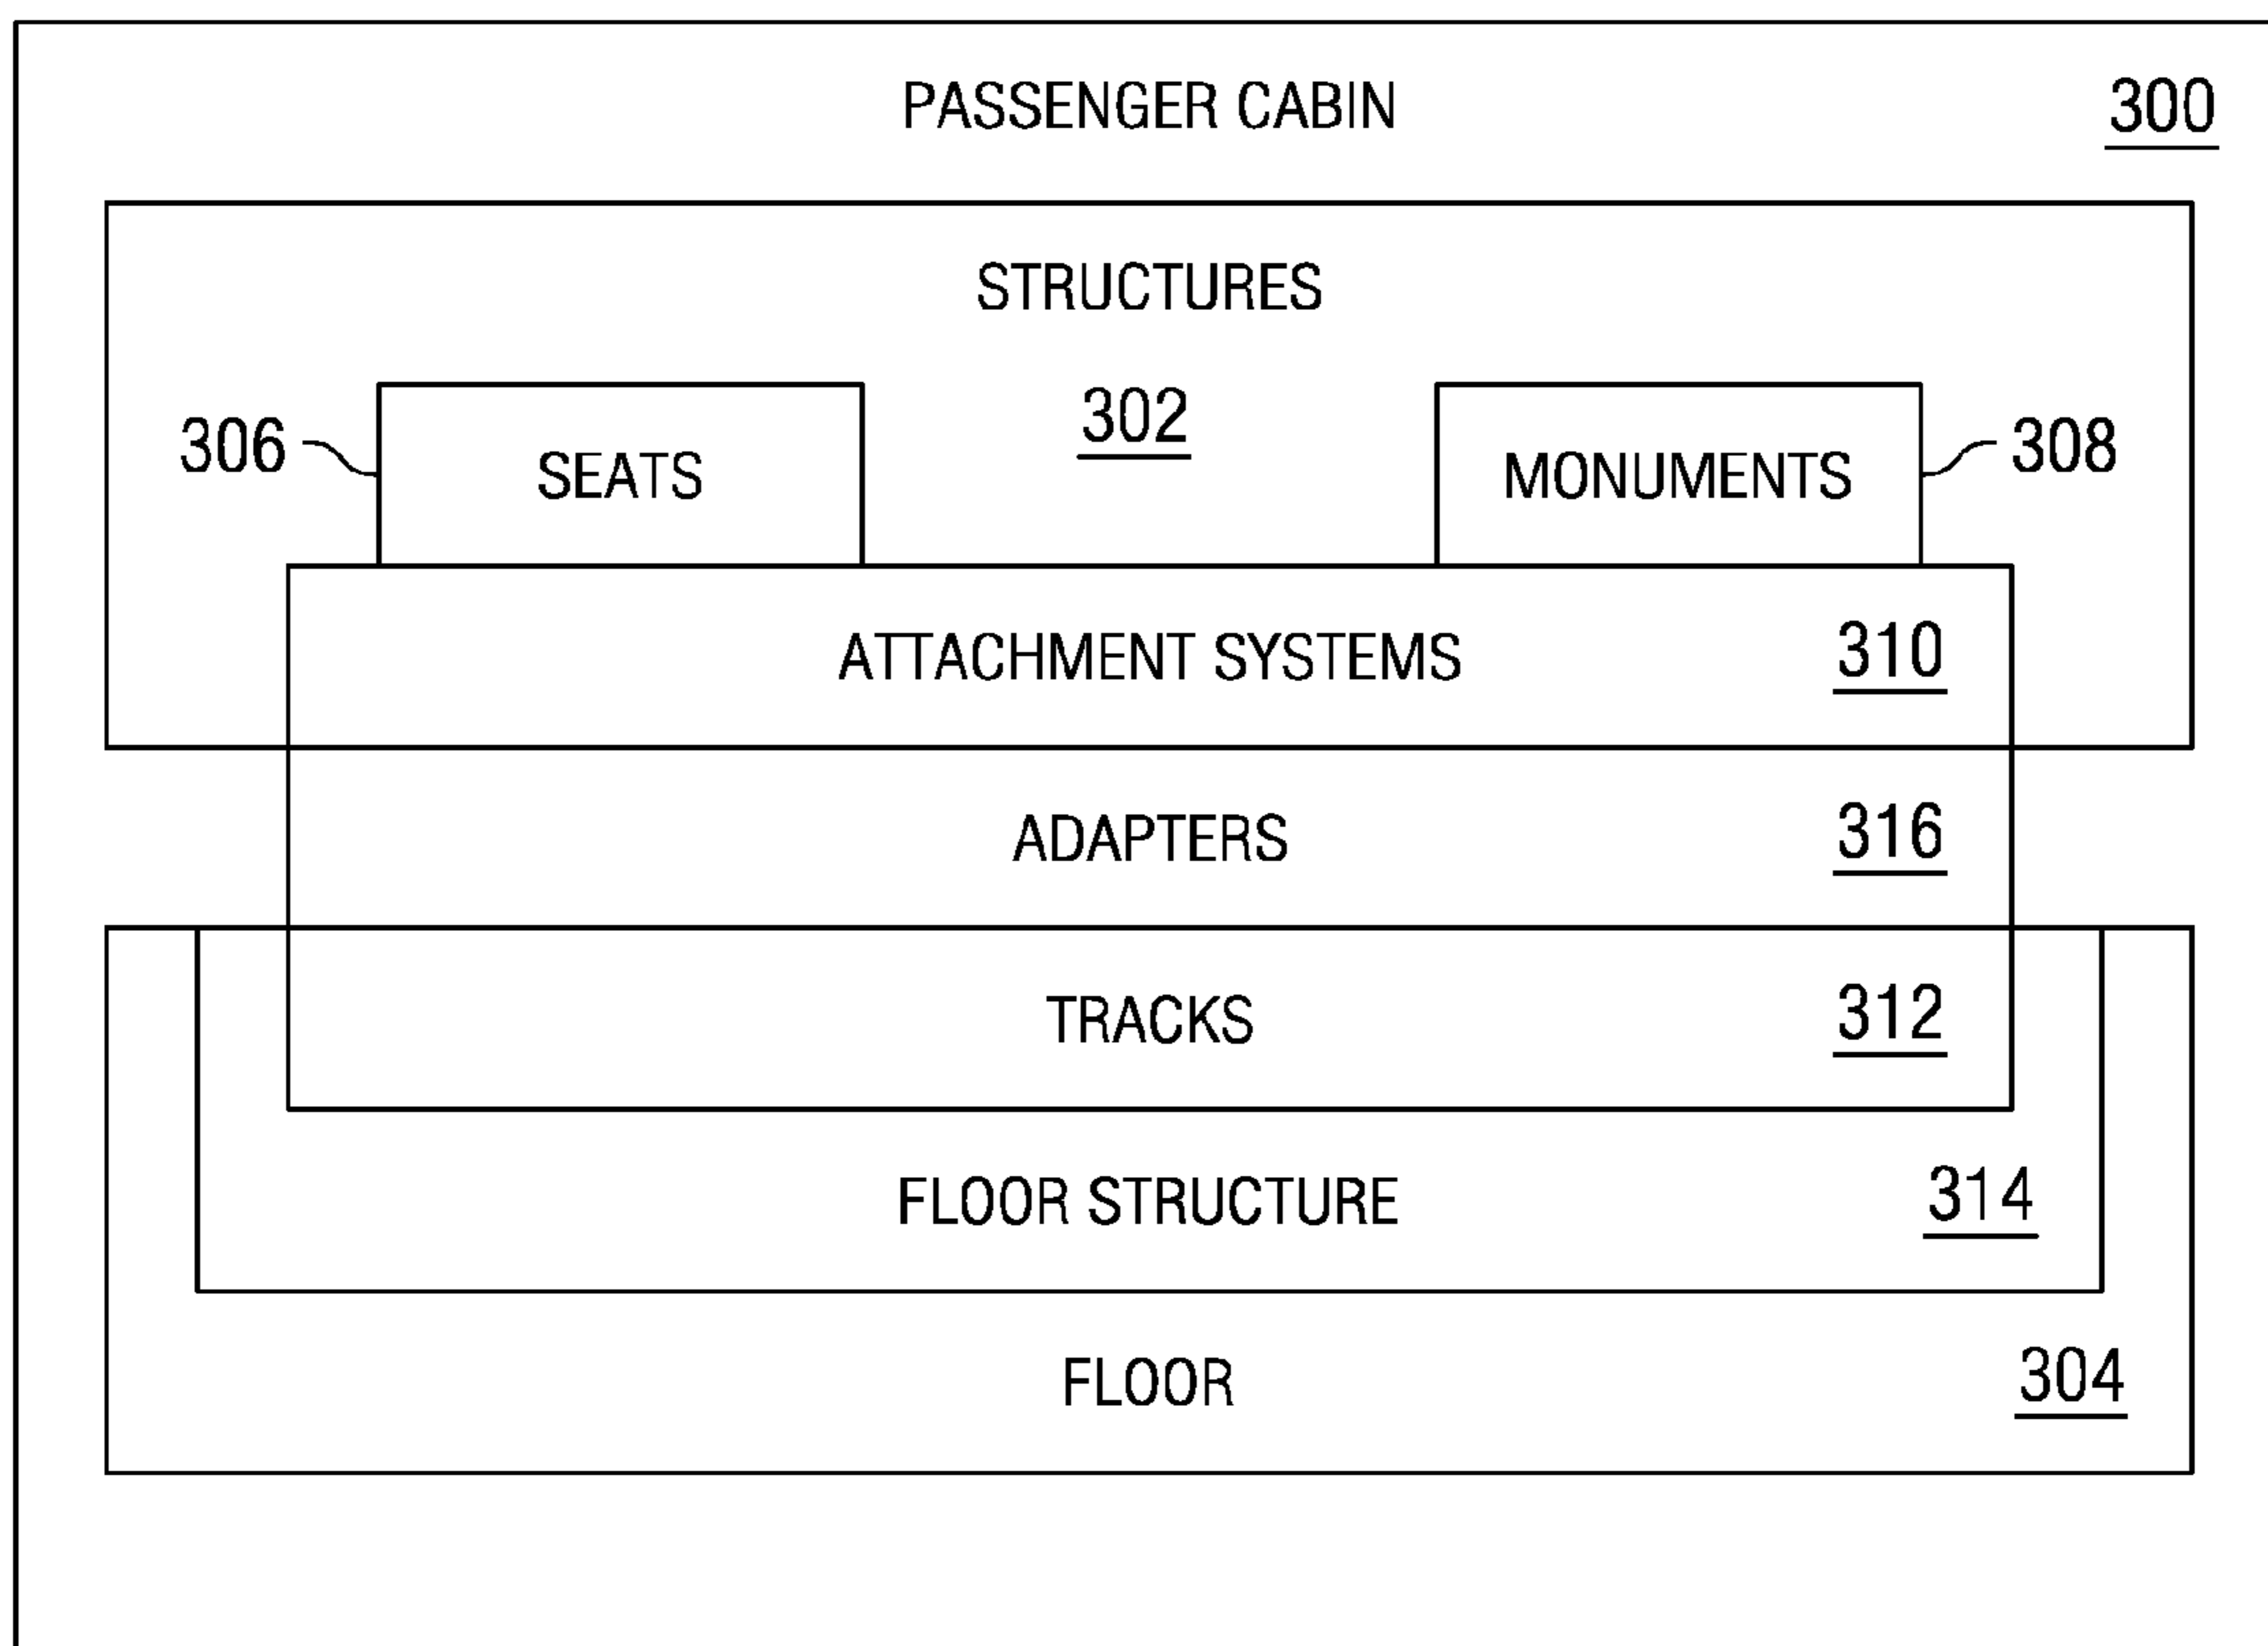 PASSENGER CABIN 300
STRUCTURES
302
306 SEATS MONUMENTS 308
ATTACHMENT SYSTEMS 310
ADAPTERS 316
TRACKS 312
FLOOR STRUCTURE 314
FLOOR 304